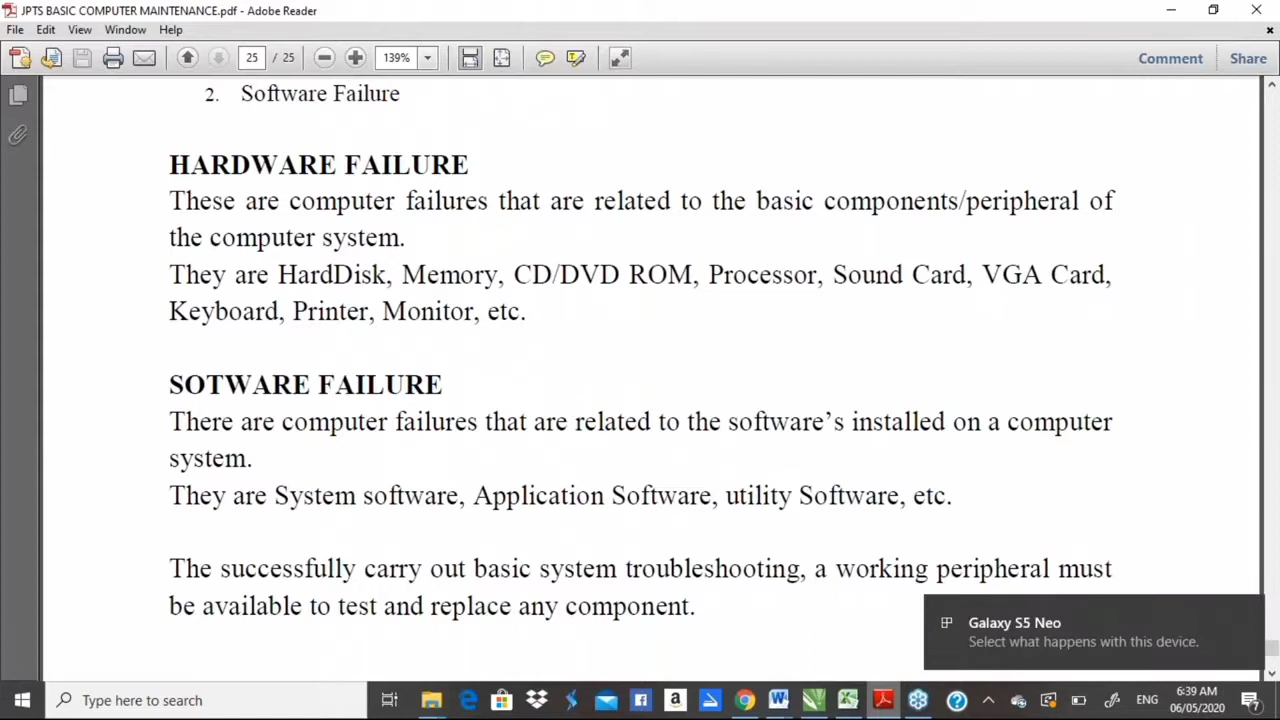 JPTS BASIC COMPUTER MAINTENANCE.pdf - Adobe Reader
File Edit View Window Help
25 / 25 139% Comment Share
2. Software Failure
HARDWARE FAILURE
These are computer failures that are related to the basic components/peripheral of
the computer system.
They are HardDisk, Memory, CD/DVD ROM, Processor, Sound Card, VGA Card,
Keyboard, Printer, Monitor, etc.
SOTWARE FAILURE
There are computer failures that are related to the software’s installed on a computer
system.
They are System software, Application Software, utility Software, etc.
The successfully carry out basic system troubleshooting, a working peripheral must
be available to test and replace any component.
Galaxy S5 Neo
Select what happens with this device.
Type here to search
ENG
6:39 AM
06/05/2020
7